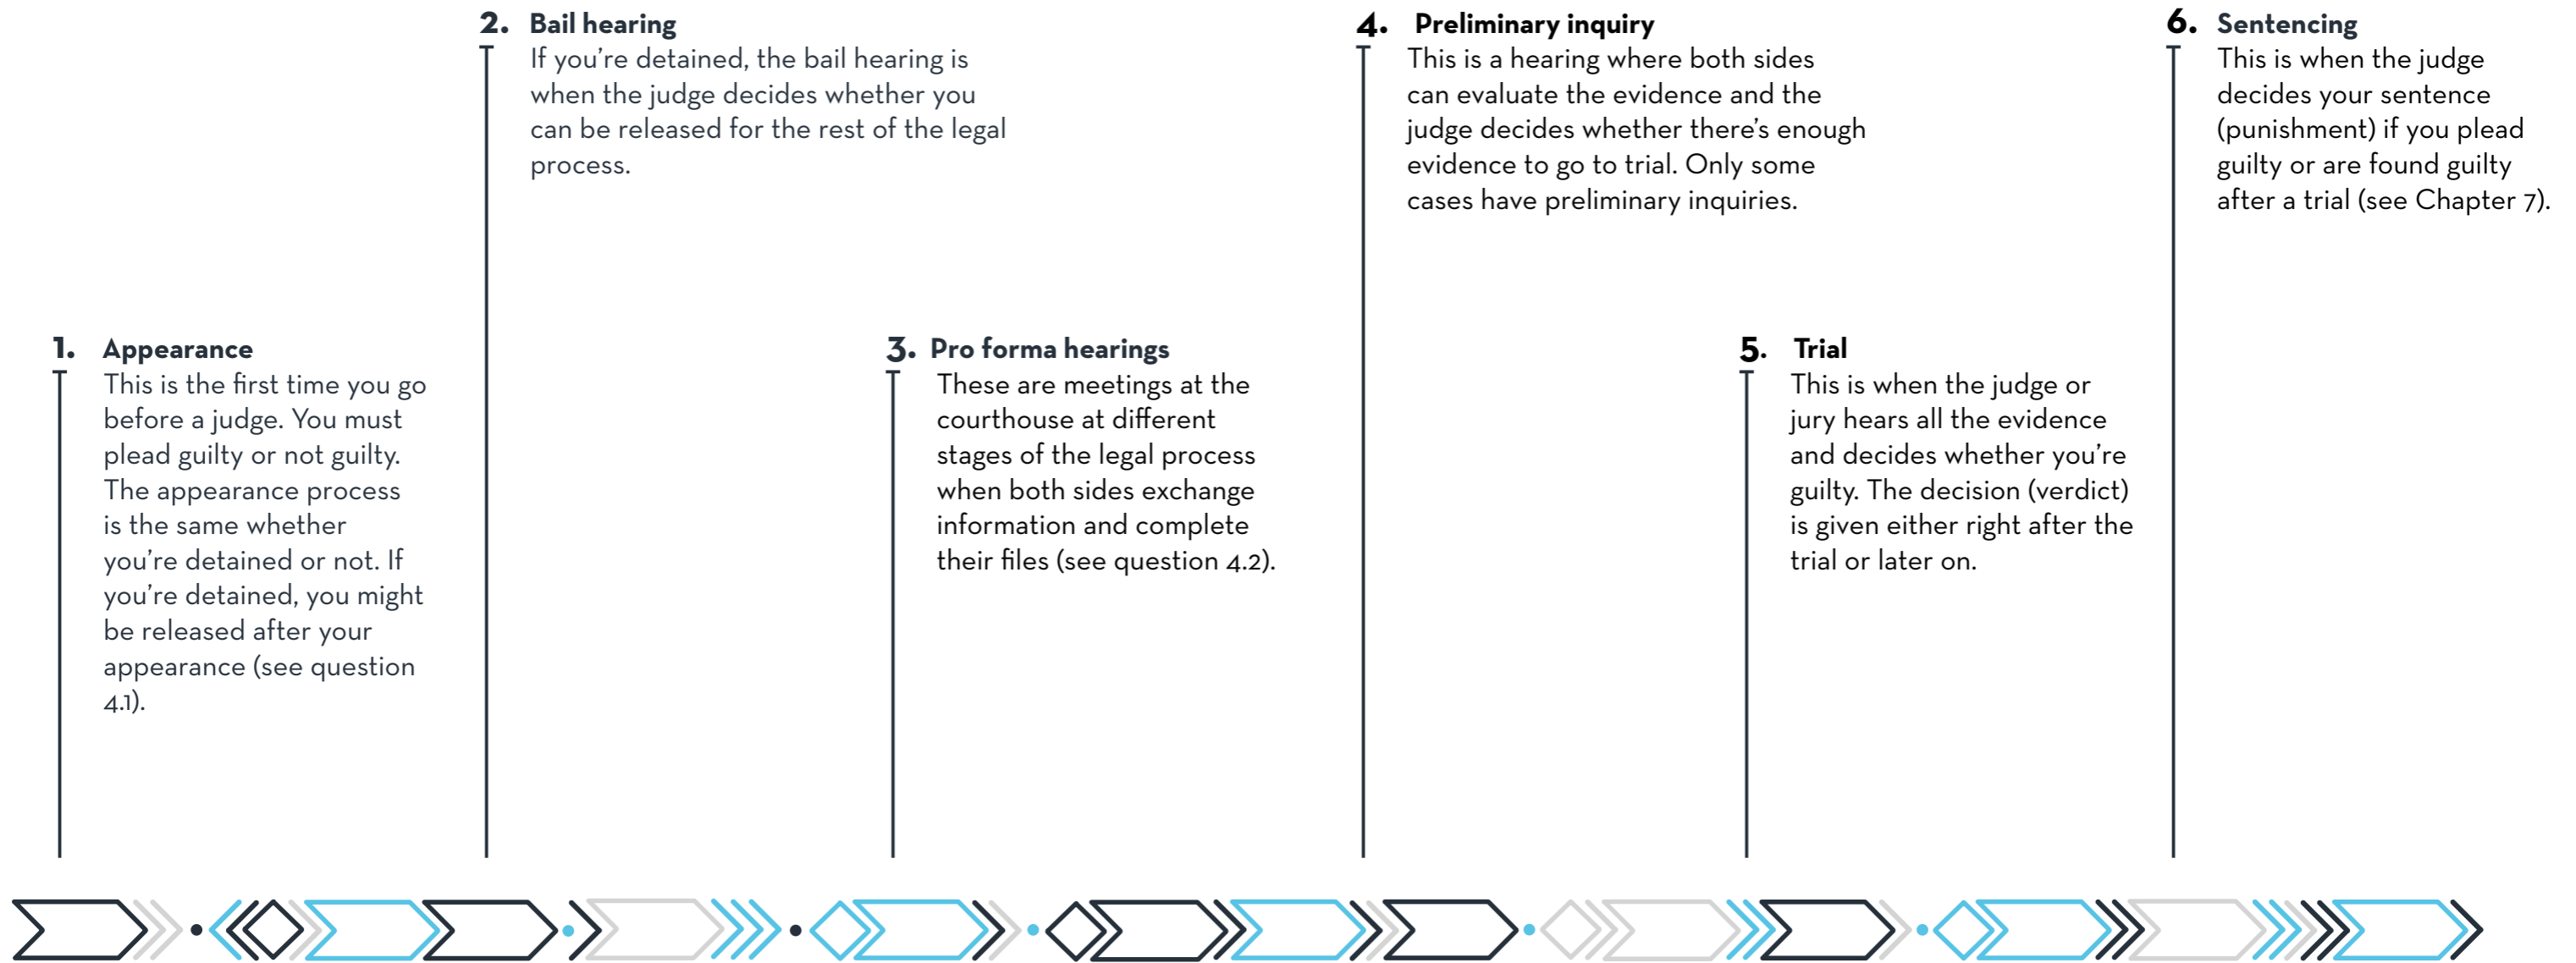 1. Appearance
This is the first time you go
before a judge. You must
plead guilty or not guilty.
The appearance process
is the same whether
you’re detained or not. If
you’re detained, you might
be released after your
appearance (see question
4.1).
2. Bail hearing
If you’re detained, the bail hearing is
when the judge decides whether you
can be released for the rest of the legal
process.
3. Pro forma hearings
These are meetings at the
courthouse at different
stages of the legal process
when both sides exchange
information and complete
their files (see question 4.2).
4. Preliminary inquiry
This is a hearing where both sides
can evaluate the evidence and the
judge decides whether there’s enough
evidence to go to trial. Only some
cases have preliminary inquiries.
5. Trial
This is when the judge or
jury hears all the evidence
and decides whether you’re
guilty. The decision (verdict)
is given either right after the
trial or later on.
6. Sentencing
This is when the judge
decides your sentence
(punishment) if you plead
guilty or are found guilty
after a trial (see Chapter 7).